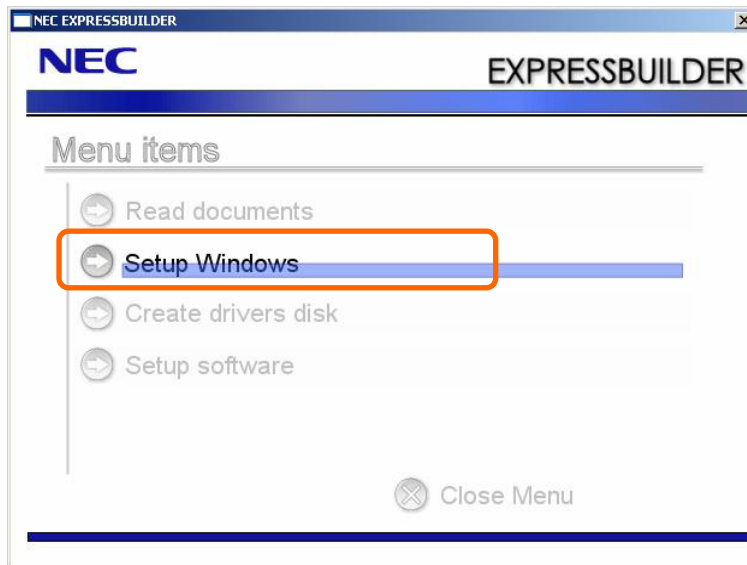 NEC EXPRESSBUILDER
NEC
EXPRESSBUILDER
Menu items
Read documents
Setup Windows
Create drivers disk
Setup software
Close Menu